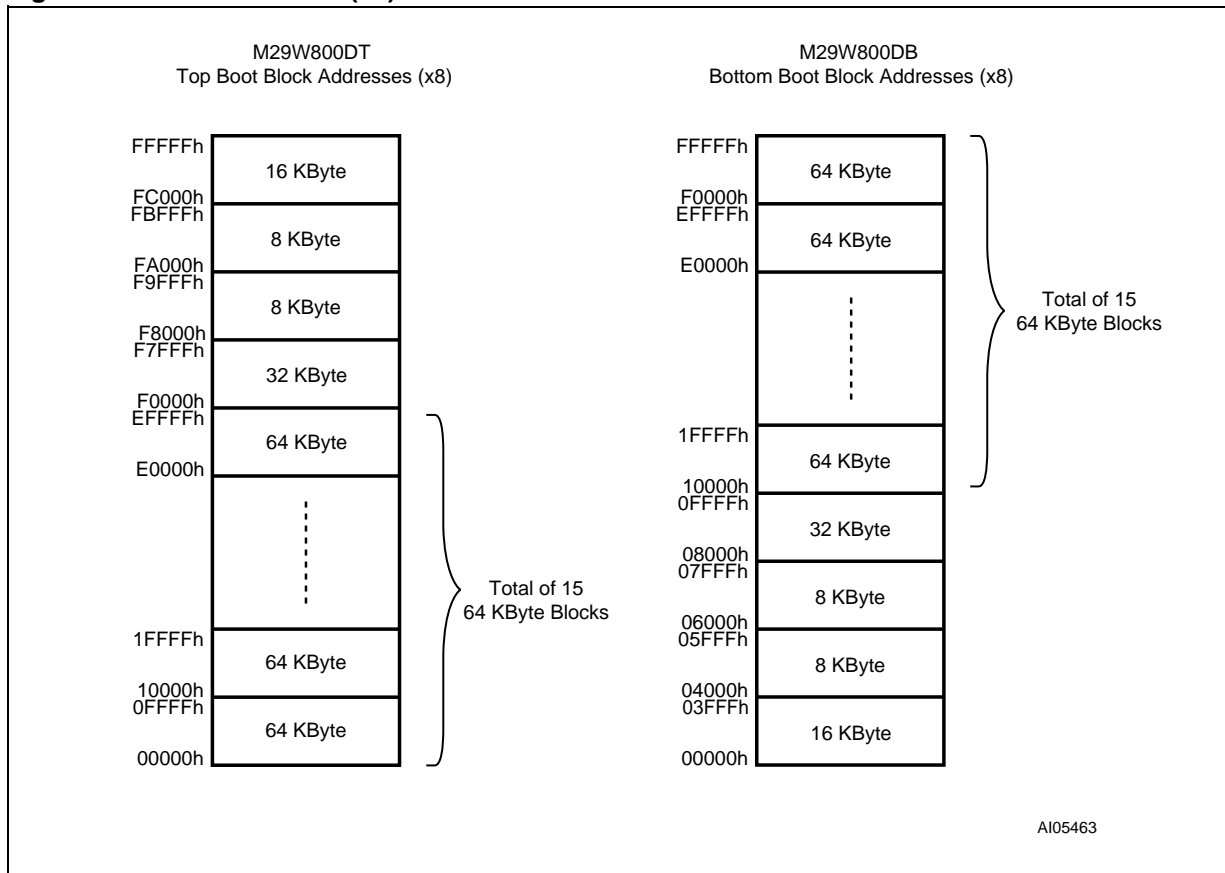 M29W800DT
Top Boot Block Addresses (x8)
FFFFFh
16 KByte
FC000h
FBFFFh
8 KByte
FA000h
F9FFFh
8 KByte
F8000h
F7FFFh
32 KByte
F0000h
EFFFFh
64 KByte
E0000h
Total of 15
64 KByte Blocks
1FFFFh
64 KByte
10000h
0FFFFh
64 KByte
00000h
M29W800DB
Bottom Boot Block Addresses (x8)
FFFFFh
64 KByte
F0000h
EFFFFh
64 KByte
E0000h
Total of 15
64 KByte Blocks
1FFFFh
64 KByte
10000h
0FFFFh
32 KByte
08000h
07FFFh
8 KByte
06000h
05FFFh
8 KByte
04000h
03FFFh
16 KByte
00000h
AI05463